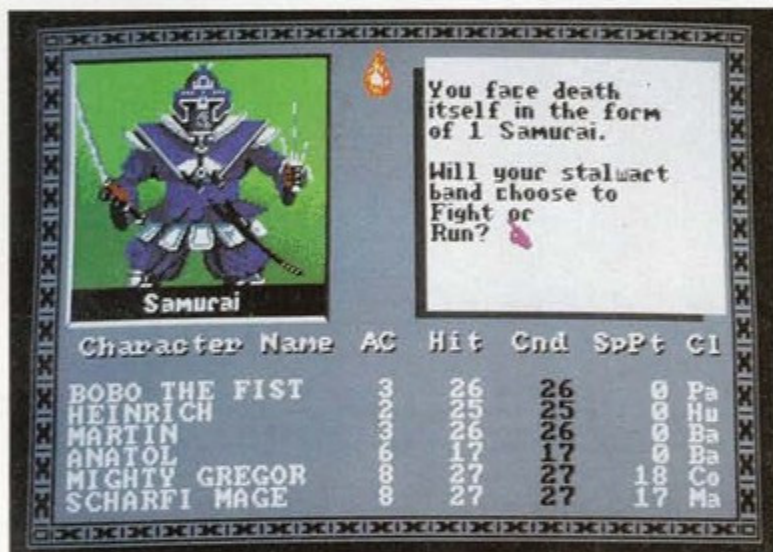 You face death
itself in the form
of 1 Samurai.
Will your stalwart
band choose to
Fight or
Run?
Samurai
Character Name AC Hit Cnd SpPt Cl
BOBO THE FIST 3 26 26 0 Pa
HEINRICH 2 25 25 0 Hu
MARTIN 3 26 26 0 Ba
ANATOL 6 17 17 0 Ba
MIGHTY GREGOR 8 27 27 18 Co
SCHARFI MAGE 8 27 27 17 Ma